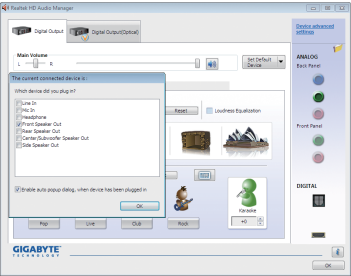 Realtek HD Audio Manager
Digital Output
Digital Output(Optical)
Device advanced settings
Main Volume
L
R
Set Default Device
ANALOG
Back Panel
The current connected device is :
Which device did you plug in?
Line In
Mic In
Headphone
Front Speaker Out
Rear Speaker Out
Center/Subwoofer Speaker Out
Side Speaker Out
Enable auto popup dialog, when device has been plugged in
OK
Reset
Loudness Equalization
Front Panel
Karaoke
+0
Pop
Live
Club
Rock
DIGITAL
GIGABYTE
TECHNOLOGY
OK